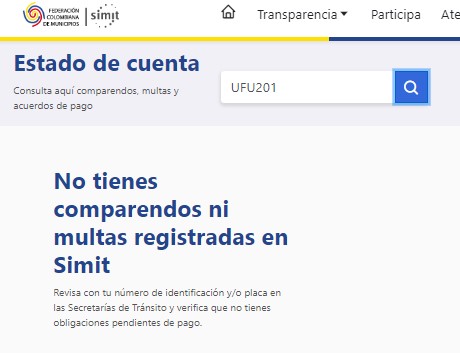 FEDERACIÓN
COLOMBIANA
DE MUNICIPIOS
simit
Transparencia
Participa
Ate
Estado de cuenta
Consulta aquí comparendos, multas y
acuerdos de pago
UFU201
No tienes
comparendos ni
multas registradas en
Simit
Revisa con tu número de identificación y/o placa en
las Secretarías de Tránsito y verifica que no tienes
obligaciones pendientes de pago.